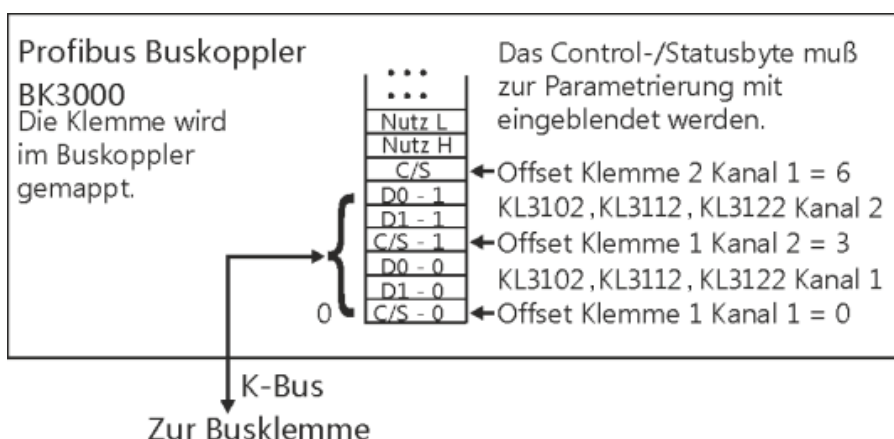 Profibus Buskoppler
BK3000
Die Klemme wird
im Buskoppler
gemappt.
Nutz L
Nutz H
C/S
D0 - 1
D1 - 1
C/S - 1
D0 - 0
D1 - 0
C/S - 0
0
Das Control-/Statusbyte muß
zur Parametrierung mit
eingeblendet werden.
Offset Klemme 2 Kanal 1 = 6
KL3102,KL3112, KL3122 Kanal 2
Offset Klemme 1 Kanal 2 = 3
KL3102,KL3112, KL3122 Kanal 1
Offset Klemme 1 Kanal 1 = 0
K-Bus
Zur Busklemme